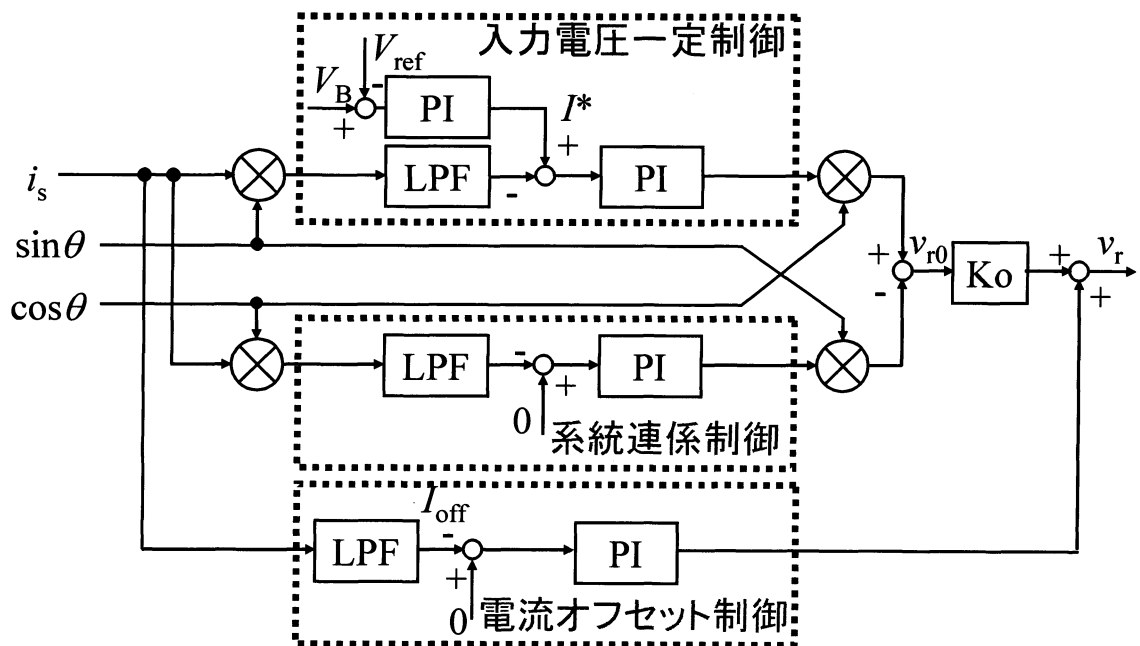 入力電圧一定制御
V_ref
V_B
-
+
PI
I*
i_s
LPF
-
+
PI
sinθ
cosθ
+
-
v_r0
Ko
+
+
v_r
LPF
-
+
PI
0
系統連係制御
I_off
LPF
-
+
PI
0
電流オフセット制御